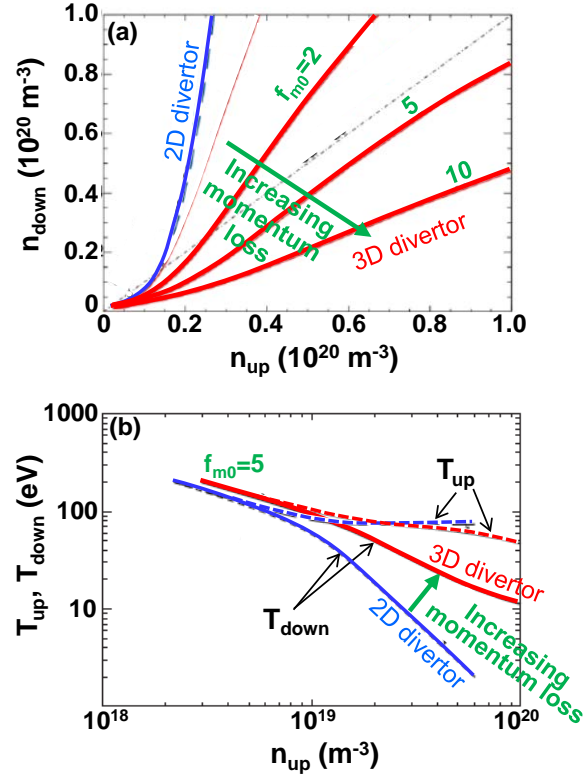 (a)
n_down (10^20 m^-3)
1.0
0.8
0.6
0.4
0.2
0
2D divertor
f_m0=2
5
10
Increasing
momentum
loss
3D divertor
0
0.2
0.4
0.6
0.8
1.0
n_up (10^20 m^-3)
(b)
T_up, T_down (eV)
1000
100
10
1
f_m0=5
T_up
T_down
3D divertor
2D divertor
Increasing
momentum loss
10^18
10^19
10^20
n_up (m^-3)